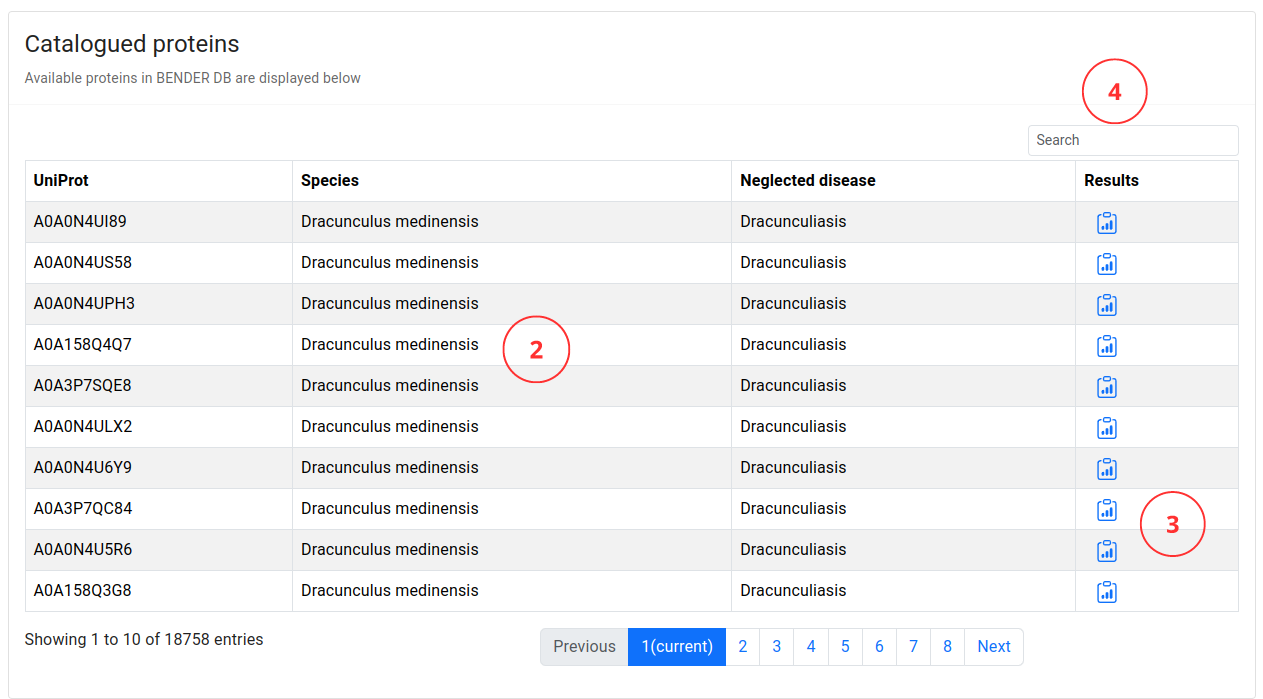 Catalogued proteins
Available proteins in BENDER DB are displayed below
4
Search
UniProt Species Neglected disease Results
A0A0N4UI89 Dracunculus medinensis Dracunculiasis
A0A0N4US58 Dracunculus medinensis Dracunculiasis
A0A0N4UPH3 Dracunculus medinensis Dracunculiasis
A0A158Q4Q7 Dracunculus medinensis Dracunculiasis
2
A0A3P7SQE8 Dracunculus medinensis Dracunculiasis
A0A0N4ULX2 Dracunculus medinensis Dracunculiasis
A0A0N4U6Y9 Dracunculus medinensis Dracunculiasis
A0A3P7QC84 Dracunculus medinensis Dracunculiasis
3
A0A0N4U5R6 Dracunculus medinensis Dracunculiasis
A0A158Q3G8 Dracunculus medinensis Dracunculiasis
Showing 1 to 10 of 18758 entries Previous 1(current) 2 3 4 5 6 7 8 Next